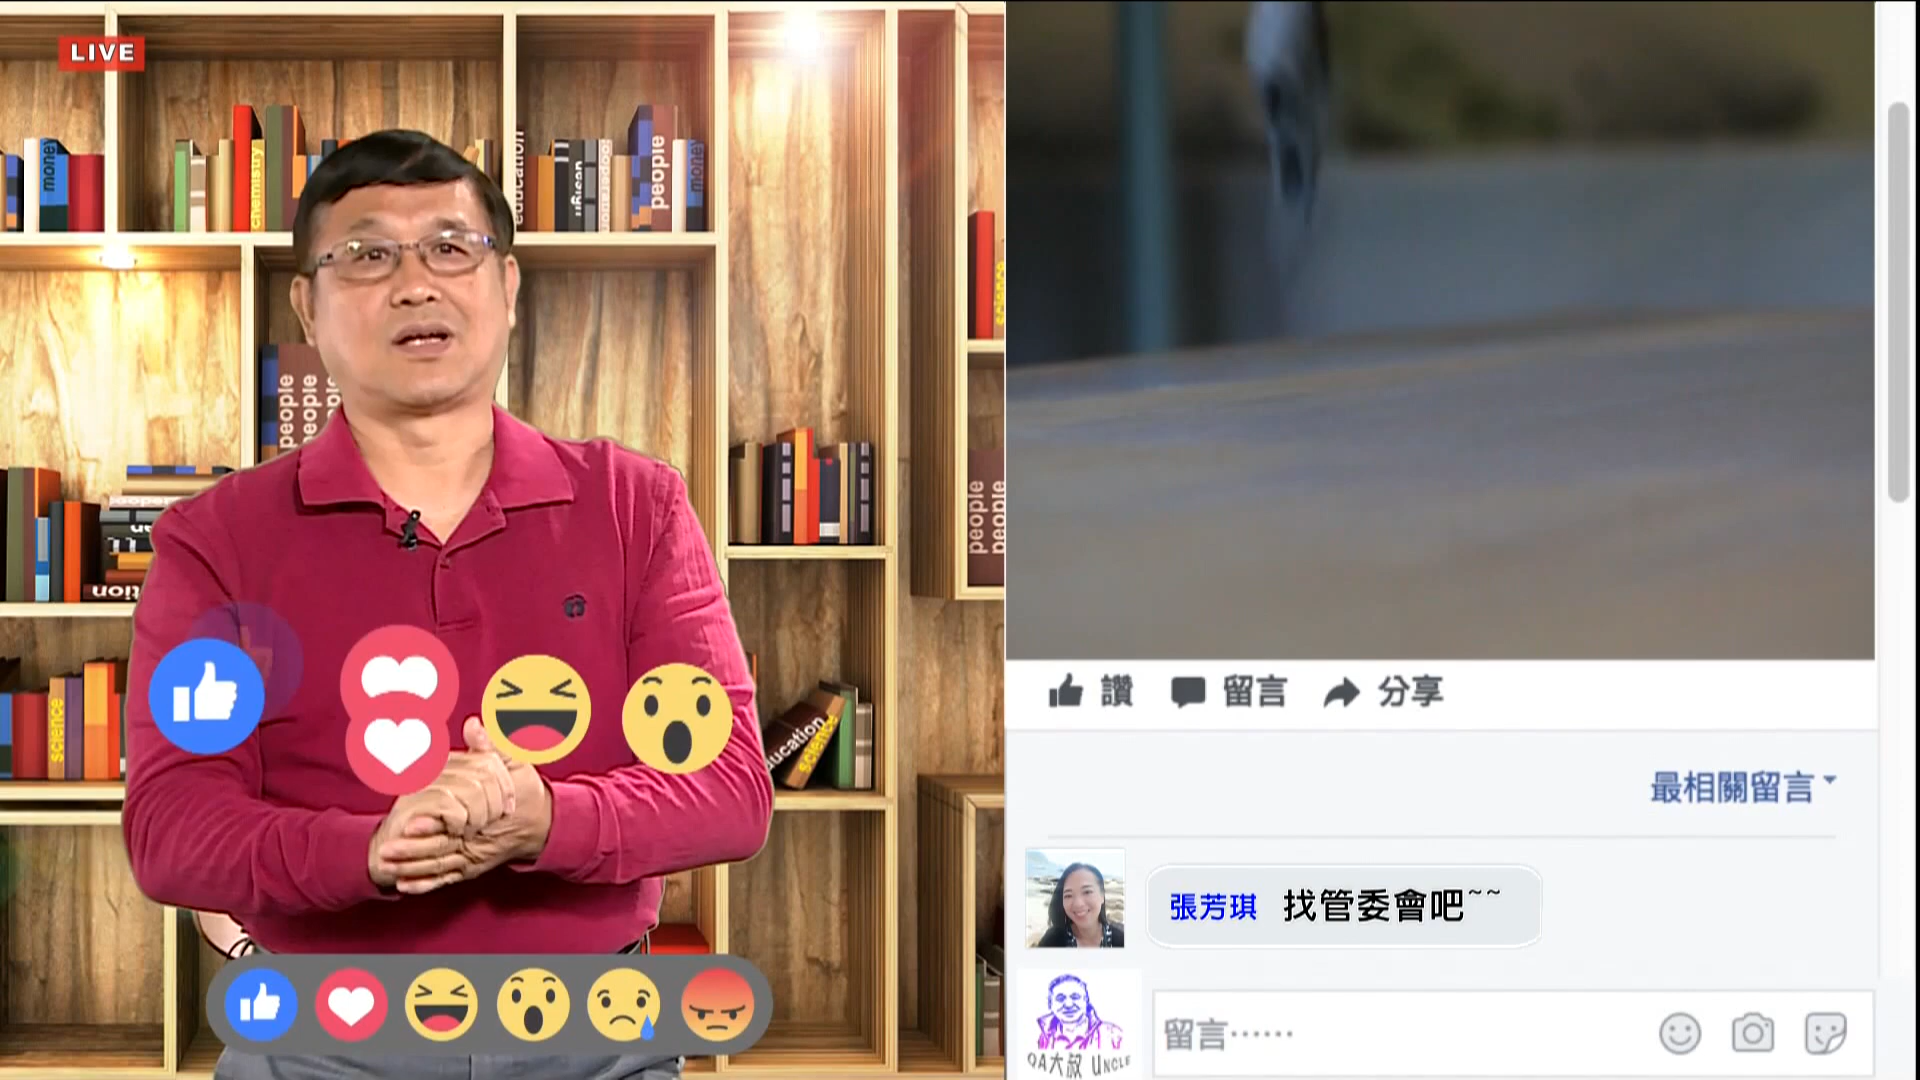 LIVE
money
chemistry
education
design
people
money
people
people
science
people
people
science
education
science
讚 留言 分享
最相關留言
張芳琪 找管委會吧~~
留言……
QA大叔 UNCLE